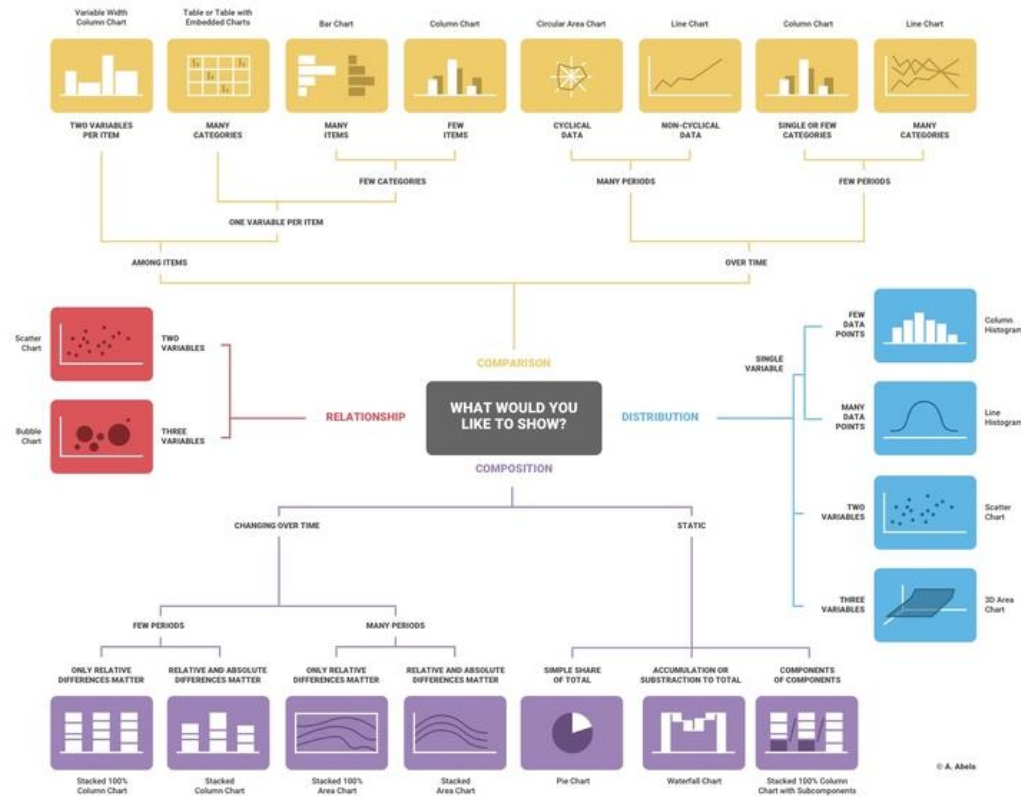 Variable Width
Column Chart
Table or Table with
Embedded Charts
Bar Chart
Column Chart
Circular Area Chart
Line Chart
Column Chart
Line Chart
TWO VARIABLES
PER ITEM
MANY
CATEGORIES
MANY
ITEMS
FEW
ITEMS
CYCLICAL
DATA
NON-CYCLICAL
DATA
SINGLE OR FEW
CATEGORIES
MANY
CATEGORIES
FEW CATEGORIES
MANY PERIODS
FEW PERIODS
ONE VARIABLE PER ITEM
AMONG ITEMS
OVER TIME
COMPARISON
Scatter
Chart
TWO
VARIABLES
Bubble
Chart
THREE
VARIABLES
RELATIONSHIP
WHAT WOULD YOU
LIKE TO SHOW?
DISTRIBUTION
SINGLE
VARIABLE
FEW
DATA
POINTS
Column
Histogram
MANY
DATA
POINTS
Line
Histogram
TWO
VARIABLES
Scatter
Chart
THREE
VARIABLES
3D Area
Chart
COMPOSITION
CHANGING OVER TIME
STATIC
FEW PERIODS
MANY PERIODS
ONLY RELATIVE
DIFFERENCES MATTER
RELATIVE AND ABSOLUTE
DIFFERENCES MATTER
ONLY RELATIVE
DIFFERENCES MATTER
RELATIVE AND ABSOLUTE
DIFFERENCES MATTER
SIMPLE SHARE
OF TOTAL
ACCUMULATION OR
SUBSTRACTION TO TOTAL
COMPONENTS
OF COMPONENTS
Stacked 100%
Column Chart
Stacked
Column Chart
Stacked 100%
Area Chart
Stacked
Area Chart
Pie Chart
Waterfall Chart
Stacked 100% Column
Chart with Subcomponents
© A. Abela